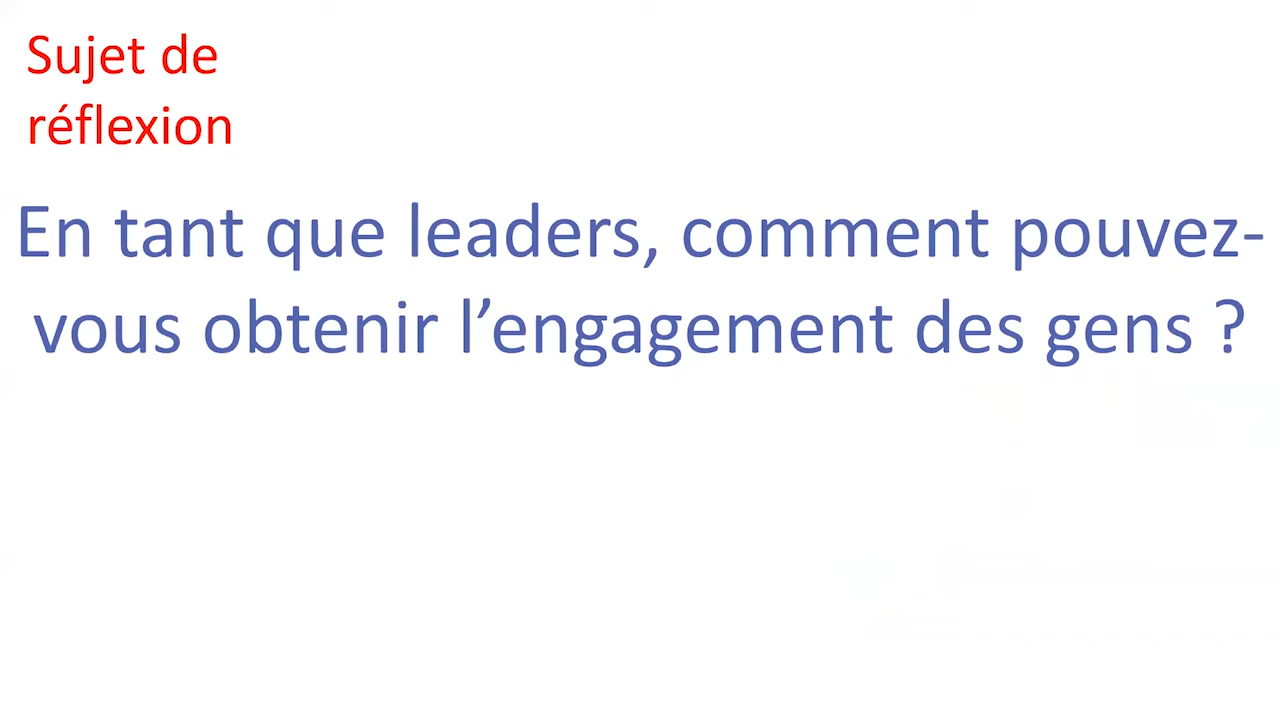 Sujet de
réflexion
En tant que leaders, comment pouvez-
vous obtenir l’engagement des gens ?